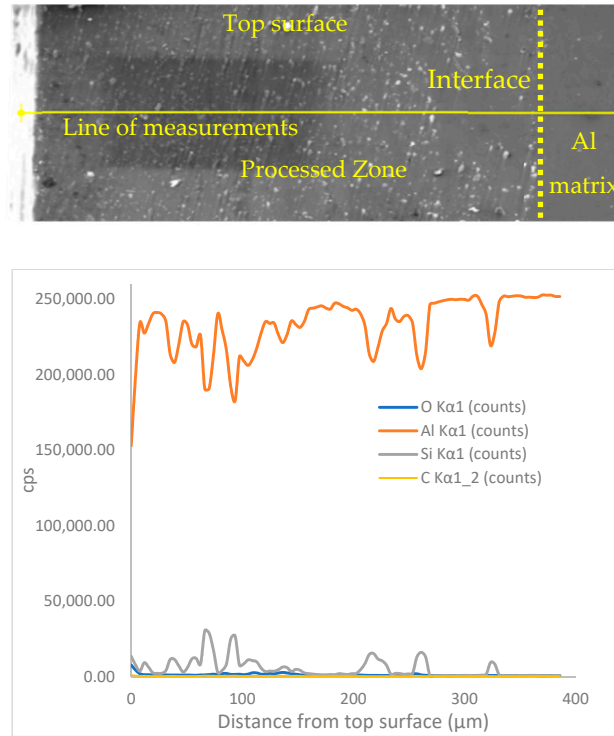 Top surface
Interface
Line of measurements
Al
Processed Zone
matrix
250,000.00
200,000.00
150,000.00
100,000.00
50,000.00
0.00
cps
O Kα1 (counts)
Al Kα1 (counts)
Si Kα1 (counts)
C Kα1_2 (counts)
0 100 200 300 400
Distance from top surface (μm)